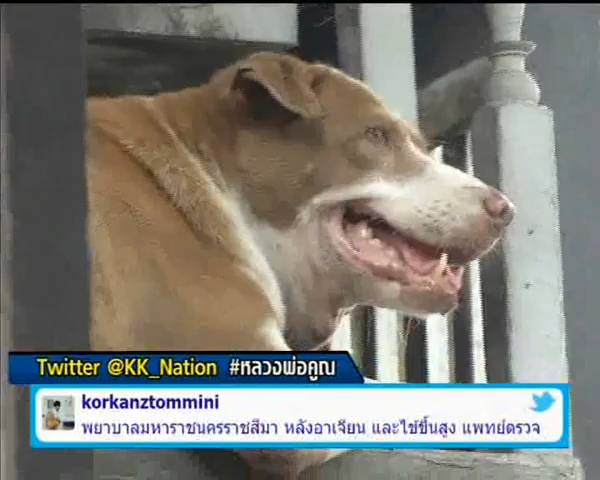 Twitter @KK_Nation #หลวงพ่อคูณ
korkanztommini
พยาบาลมหาราชนครราชสีมา หลังอาเจียน และไข้ขึ้นสูง แพทย์ตรวจ